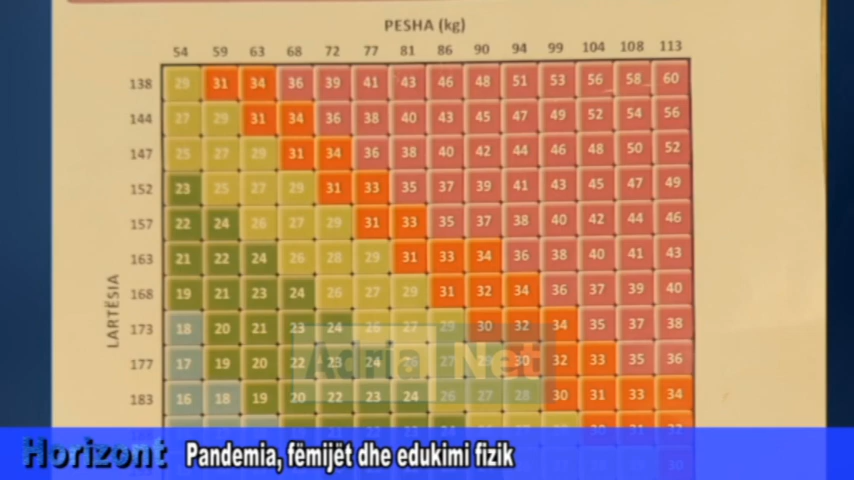 PESHA (kg)
54 59 63 68 72 77 81 86 90 94 99 104 108 113
138 29 31 34 36 39 41 43 46 48 51 53 56 58 60
144 27 29 31 34 36 38 40 43 45 47 49 52 54 56
147 25 27 29 31 34 36 38 40 42 44 46 48 50 52
152 23 25 27 29 31 33 35 37 39 41 43 45 47 49
157 22 24 26 27 29 31 33 35 37 38 40 42 44 46
163 21 22 24 26 28 29 31 33 34 36 38 40 41 43
LARTËSIA
168 19 21 23 24 26 27 29 31 32 34 36 37 39 40
173 18 20 21 23 24 26 27 29 30 32 34 35 37 38
177 17 19 20 22 23 24 26 27 29 30 32 33 35 36
183 16 18 19 20 22 23 24 26 27 28 30 31 33 34
Adria Net
Horizont Pandemia, fëmijët dhe edukimi fizik